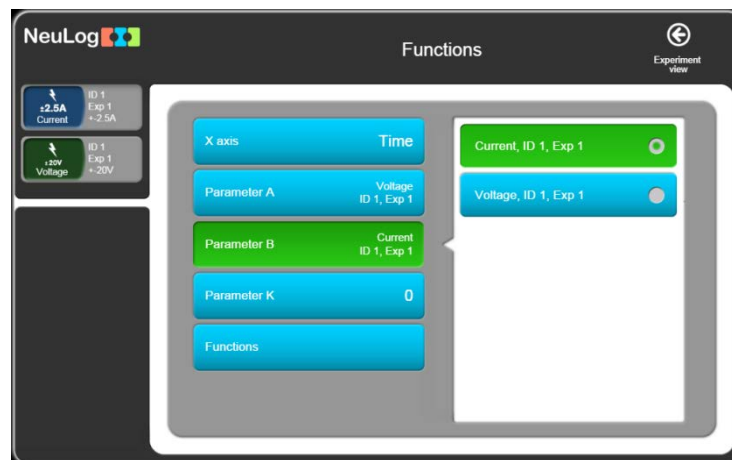 NeuLog
Functions
Experiment
view
±2.5A
Current
ID 1
Exp 1
+-2.5A
±20V
Voltage
ID 1
Exp 1
+-20V
X axis Time
Parameter A Voltage
ID 1, Exp 1
Parameter B Current
ID 1, Exp 1
Parameter K 0
Functions
Current, ID 1, Exp 1
Voltage, ID 1, Exp 1